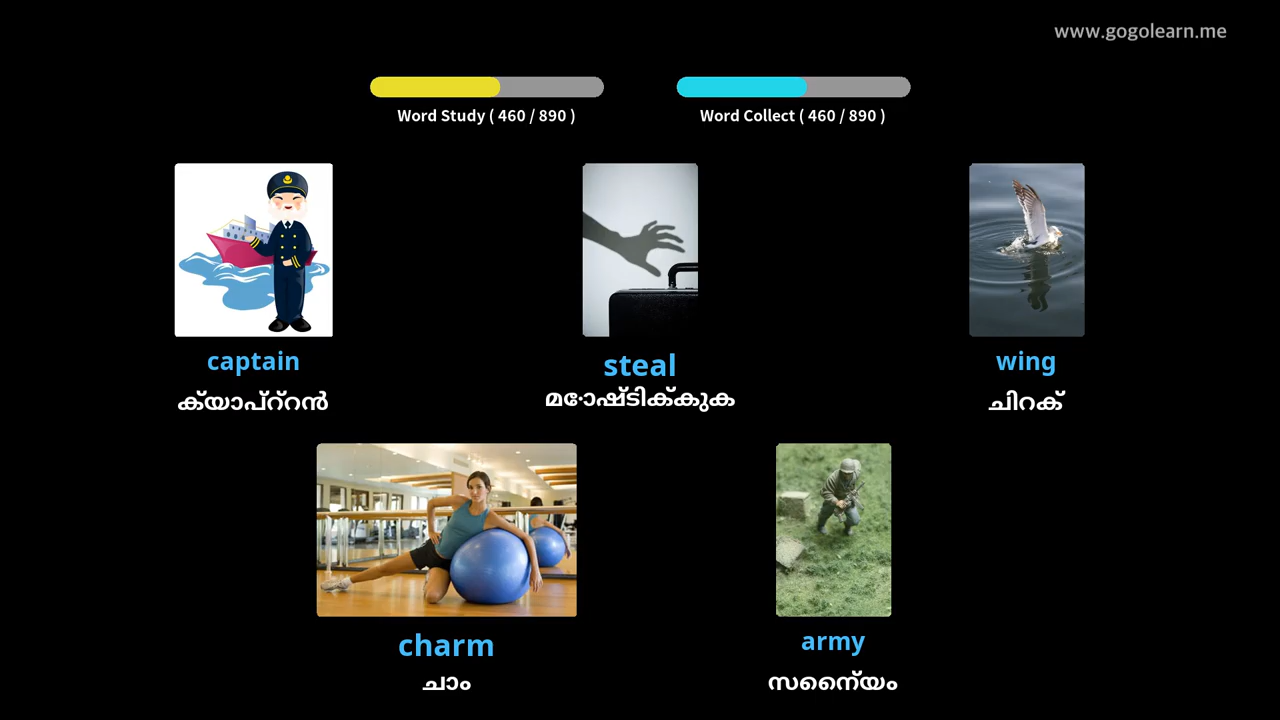 www.gogolearn.me
Word Study ( 460 / 890 )
Word Collect ( 460 / 890 )
captain
ക്യാപ്റ്റൻ
steal
മോഷ്ടിക്കുക
wing
ചിറക്
charm
ചാം
army
സൈന്യം